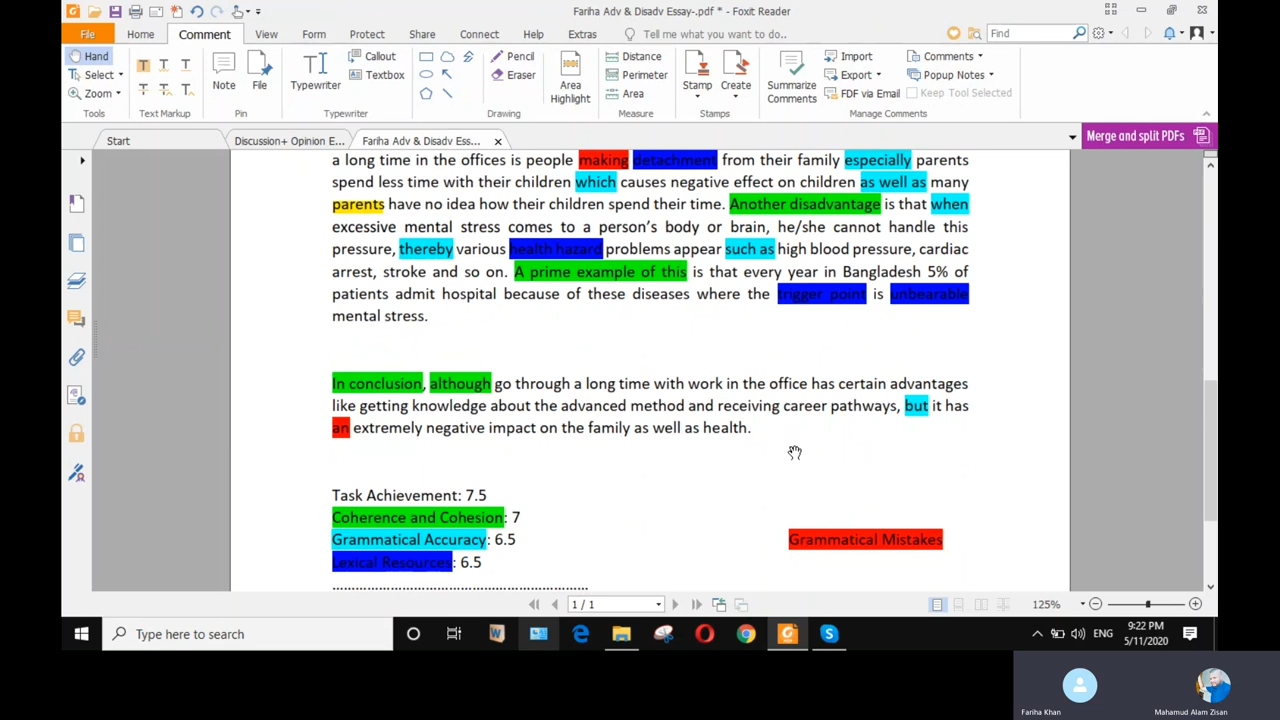 Fariha Adv & Disadv Essay-.pdf * - Foxit Reader
File Home Comment View Form Protect Share Connect Help Extras Tell me what you want to do.. Find
Hand
Select
Zoom
Tools
Text Markup
Note
File
Pin
Typewriter
Callout
Textbox
Typewriter
Pencil
Eraser
Area Highlight
Drawing
Distance
Perimeter
Area
Measure
Stamp
Create
Stamps
Summarize Comments
Import
Export
FDF via Email
Comments
Popup Notes
Keep Tool Selected
Manage Comments
Start Discussion+ Opinion E... Fariha Adv & Disadv Ess...
Merge and split PDFs
a long time in the offices is people making detachment from their family especially parents
spend less time with their children which causes negative effect on children as well as many
parents have no idea how their children spend their time. Another disadvantage is that when
excessive mental stress comes to a person's body or brain, he/she cannot handle this
pressure, thereby various health hazard problems appear such as high blood pressure, cardiac
arrest, stroke and so on. A prime example of this is that every year in Bangladesh 5% of
patients admit hospital because of these diseases where the trigger point is unbearable
mental stress.
In conclusion, although go through a long time with work in the office has certain advantages
like getting knowledge about the advanced method and receiving career pathways, but it has
an extremely negative impact on the family as well as health.
Task Achievement: 7.5
Coherence and Cohesion: 7
Grammatical Accuracy: 6.5
Grammatical Mistakes
Lexical Resources: 6.5
1 / 1
125%
Type here to search
ENG
9:22 PM
5/11/2020
Fariha Khan
Mahamud Alam Zisan